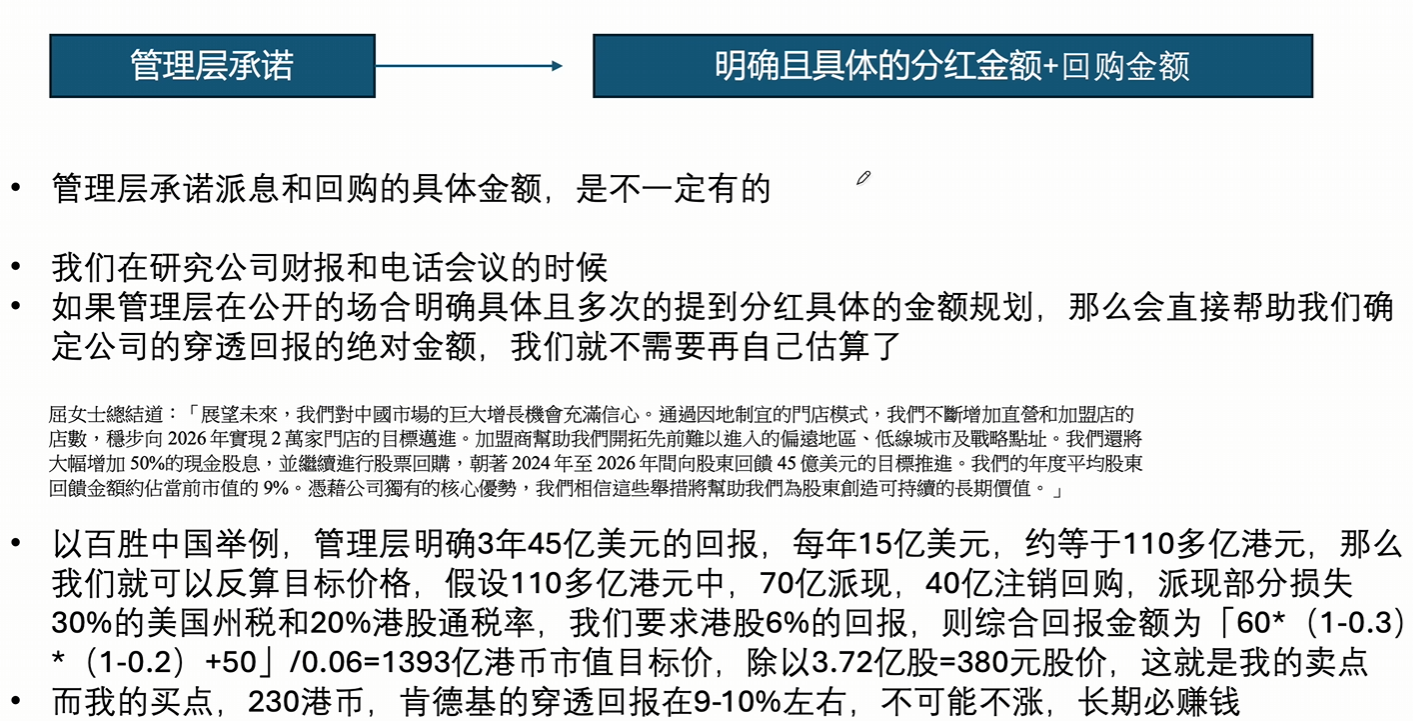 管理层承诺
明确且具体的分红金额+回购金额
• 管理层承诺派息和回购的具体金额，是不一定有的
• 我们在研究公司财报和电话会议的时候
• 如果管理层在公开的场合明确具体且多次的提到分红具体的金额规划，那么会直接帮助我们确
定公司的穿透回报的绝对金额，我们就不需要再自己估算了
屈女士總結道：「展望未來，我們對中國市場的巨大增長機會充滿信心。通過因地制宜的門店模式，我們不斷增加直營和加盟店的
店數，穩步向 2026 年實現 2 萬家門店的目標邁進。加盟商幫助我們開拓先前難以進入的偏遠地區、低線城市及戰略點址。我們還將
大幅增加 50%的現金股息，並繼續進行股票回購，朝著 2024 年至 2026 年間向股東回饋 45 億美元的目標推進。我們的年度平均股東
回饋金額約佔當前市值的 9%。憑藉公司獨有的核心優勢，我們相信這些舉措將幫助我們為股東創造可持續的長期價值。」
• 以百胜中国举例，管理层明确3年45亿美元的回报，每年15亿美元，约等于110多亿港元，那么
我们就可以反算目标价格，假设110多亿港元中，70亿派现，40亿注销回购，派现部分损失
30%的美国州税和20%港股通税率，我们要求港股6%的回报，则综合回报金额为「60*（1-0.3）
*（1-0.2）+50」/0.06=1393亿港币市值目标价，除以3.72亿股=380元股价，这就是我的卖点
• 而我的买点，230港币，肯德基的穿透回报在9-10%左右，不可能不涨，长期必赚钱